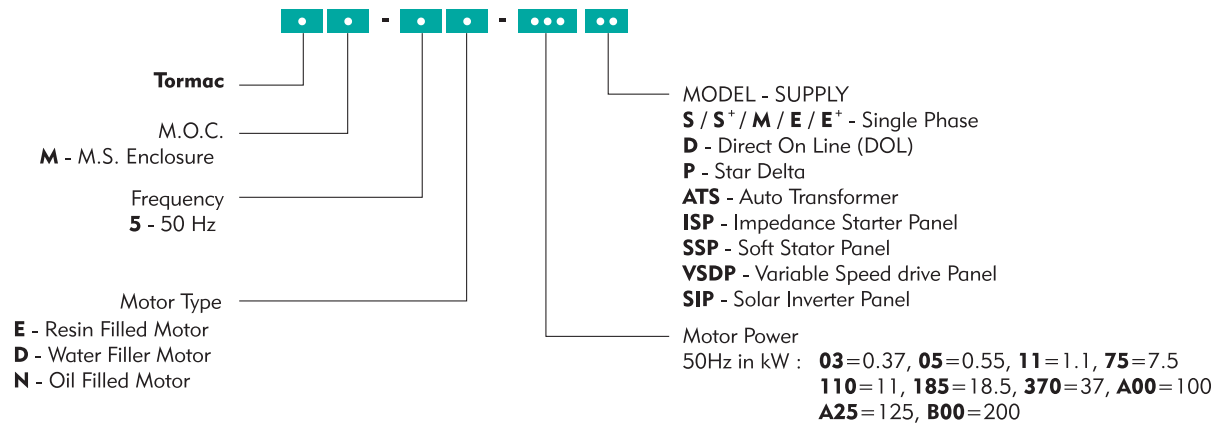 Tormac
M.O.C.
M - M.S. Enclosure
Frequency
5 - 50 Hz
Motor Type
E - Resin Filled Motor
D - Water Filler Motor
N - Oil Filled Motor
MODEL - SUPPLY
S / S⁺ / M / E / E⁺ - Single Phase
D - Direct On Line (DOL)
P - Star Delta
ATS - Auto Transformer
ISP - Impedance Starter Panel
SSP - Soft Stator Panel
VSDP - Variable Speed drive Panel
SIP - Solar Inverter Panel
Motor Power
50Hz in kW : 03=0.37, 05=0.55, 11=1.1, 75=7.5
110=11, 185=18.5, 370=37, A00=100
A25=125, B00=200